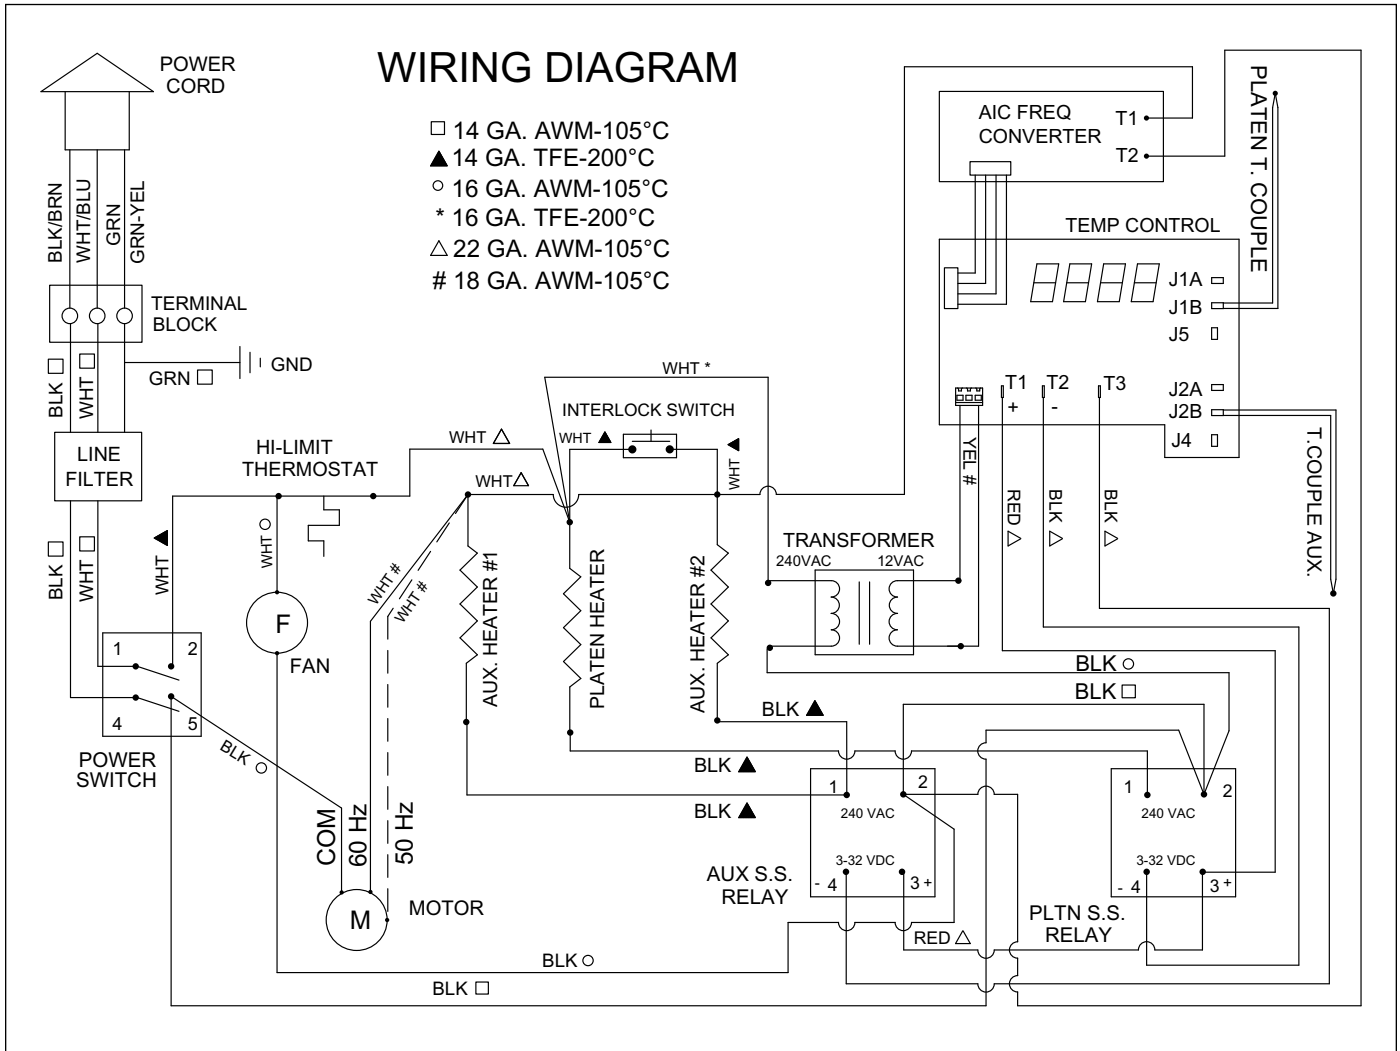 WIRING DIAGRAM
POWER
CORD
□ 14 GA. AWM-105°C
▲ 14 GA. TFE-200°C
○ 16 GA. AWM-105°C
* 16 GA. TFE-200°C
△ 22 GA. AWM-105°C
# 18 GA. AWM-105°C
BLK/BRN
WHT/BLU
GRN
GRN-YEL
TERMINAL
BLOCK
GND
GRN □
BLK □
WHT □
LINE
FILTER
BLK □
WHT □
WHT ▲
HI-LIMIT
THERMOSTAT
WHT ○
F
FAN
1
2
4
5
POWER
SWITCH
BLK ○
COM
60 Hz
50 Hz
M
MOTOR
WHT △
WHT△
WHT #
WHT #
WHT *
INTERLOCK SWITCH
WHT ▲
WHT ▲
AUX. HEATER #1
PLATEN HEATER
AUX. HEATER #2
TRANSFORMER
240VAC
12VAC
AIC FREQ
CONVERTER
T1
T2
PLATEN T. COUPLE
TEMP CONTROL
J1A
J1B
J5
J2A
J2B
J4
T1
T2
T3
+
-
YEL #
RED △
BLK △
BLK △
T.COUPLE AUX.
BLK ○
BLK □
BLK ▲
BLK ▲
BLK ▲
1
2
240 VAC
3-32 VDC
- 4
3 +
AUX S.S.
RELAY
1
2
240 VAC
3-32 VDC
- 4
3 +
PLTN S.S.
RELAY
RED △
BLK ○
BLK □